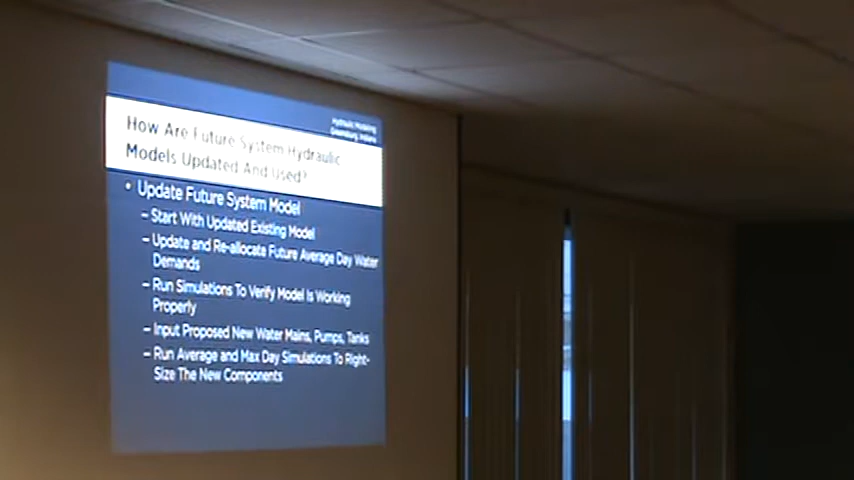 Hydraulic Modeling
Greensburg, Indiana
How Are Future System Hydraulic
Models Updated And Used?
• Update Future System Model
– Start With Updated Existing Model
– Update and Re-allocate Future Average Day Water
Demands
– Run Simulations To Verify Model Is Working
Properly
– Input Proposed New Water Mains, Pumps, Tanks
– Run Average and Max Day Simulations To Right-
Size The New Components